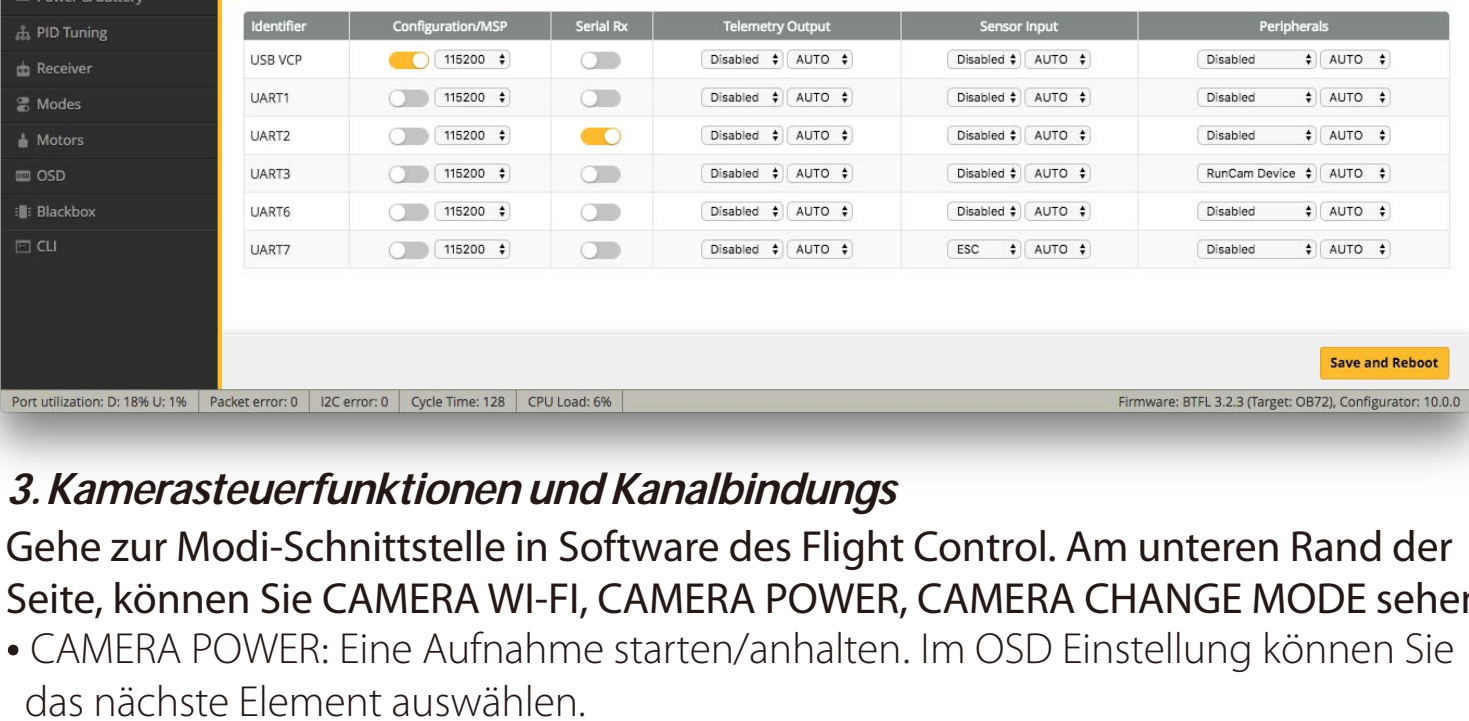 Power & Battery
PID Tuning
Receiver
Modes
Motors
OSD
Blackbox
CLI
Identifier Configuration/MSP Serial Rx Telemetry Output Sensor Input Peripherals
USB VCP 115200 Disabled AUTO Disabled AUTO Disabled AUTO
UART1 115200 Disabled AUTO Disabled AUTO Disabled AUTO
UART2 115200 Disabled AUTO Disabled AUTO Disabled AUTO
UART3 115200 Disabled AUTO Disabled AUTO RunCam Device AUTO
UART6 115200 Disabled AUTO Disabled AUTO Disabled AUTO
UART7 115200 Disabled AUTO ESC AUTO Disabled AUTO
Save and Reboot
Port utilization: D: 18% U: 1% Packet error: 0 I2C error: 0 Cycle Time: 128 CPU Load: 6% Firmware: BTFL 3.2.3 (Target: OB72), Configurator: 10.0.0
3. Kamerasteuerfunktionen und Kanalbindungs
Gehe zur Modi-Schnittstelle in Software des Flight Control. Am unteren Rand der
Seite, können Sie CAMERA WI-FI, CAMERA POWER, CAMERA CHANGE MODE sehen
• CAMERA POWER: Eine Aufnahme starten/anhalten. Im OSD Einstellung können Sie
das nächste Element auswählen.